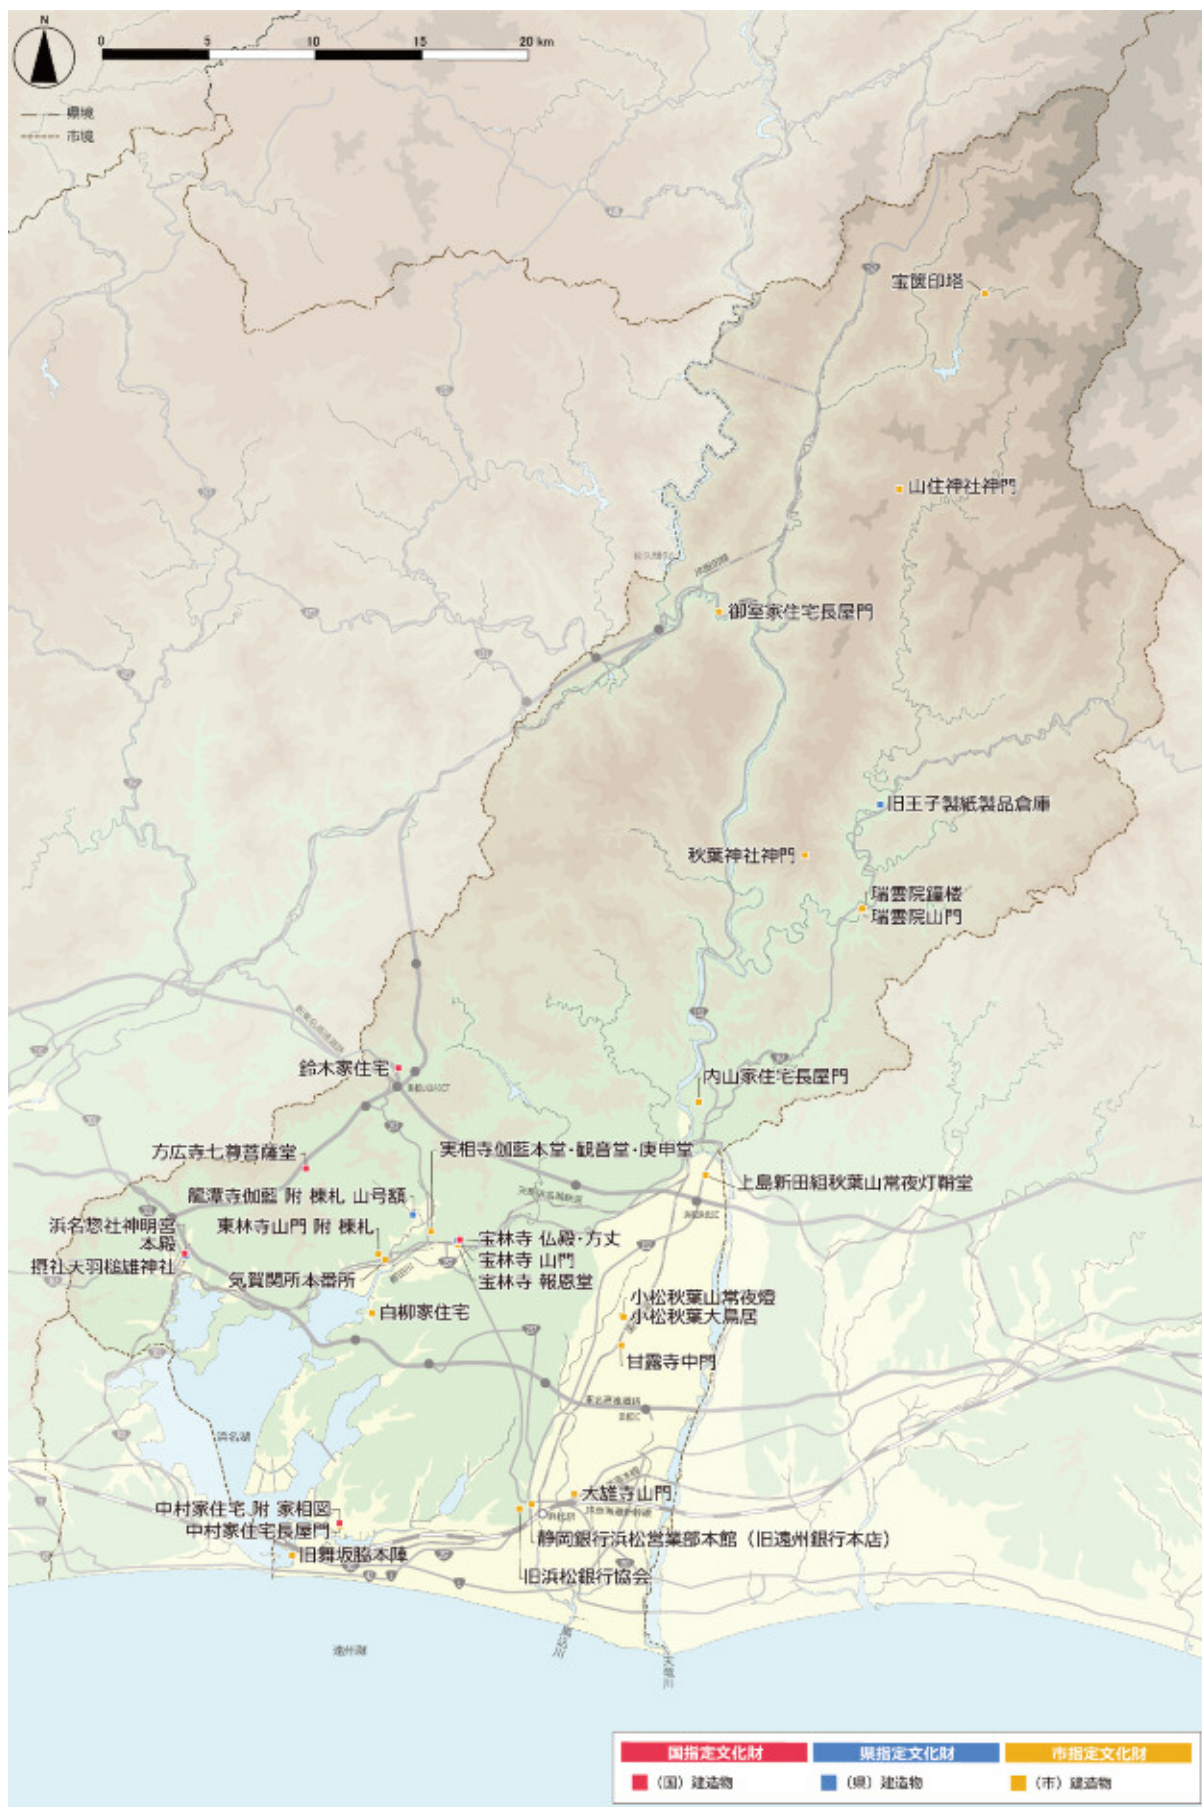 N
0 5 10 15 20 km
県境
市境
宝篋印塔
山住神社神門
御室家住宅長屋門
旧王子製紙製品倉庫
秋葉神社神門
瑞雲院鐘楼
瑞雲院山門
鈴木家住宅
内山家住宅長屋門
方広寺七尊菩薩堂
実相寺伽藍本堂・観音堂・庚申堂
上島新田組秋葉山常夜灯鞘堂
龍潭寺伽藍 附 棟札 山号額
浜名惣社神明宮
本殿
摂社天羽槌雄神社
東林寺山門 附 棟札
宝林寺 仏殿・方丈
宝林寺 山門
宝林寺 報恩堂
気賀関所本番所
白柳家住宅
小松秋葉山常夜燈
小松秋葉大鳥居
甘露寺中門
浜名湖
中村家住宅 附 家相図
中村家住宅長屋門
旧舞坂脇本陣
大雄寺山門
静岡銀行浜松営業部本館（旧遠州銀行本店）
旧浜松銀行協会
遠州灘
馬込川
天竜川
国指定文化財 県指定文化財 市指定文化財
（国）建造物 （県）建造物 （市）建造物